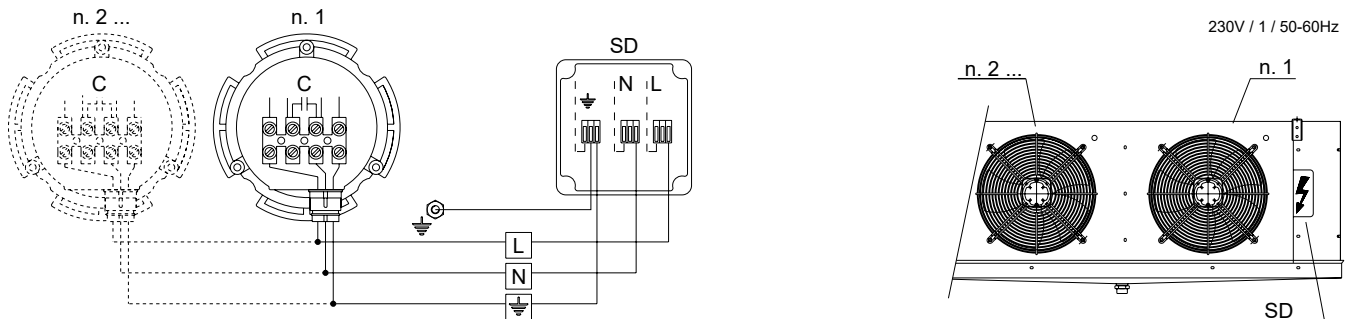 n. 2 ...
n. 1
SD
230V / 1 / 50-60Hz
C
C
N L
n. 2 ...
n. 1
L
N
SD